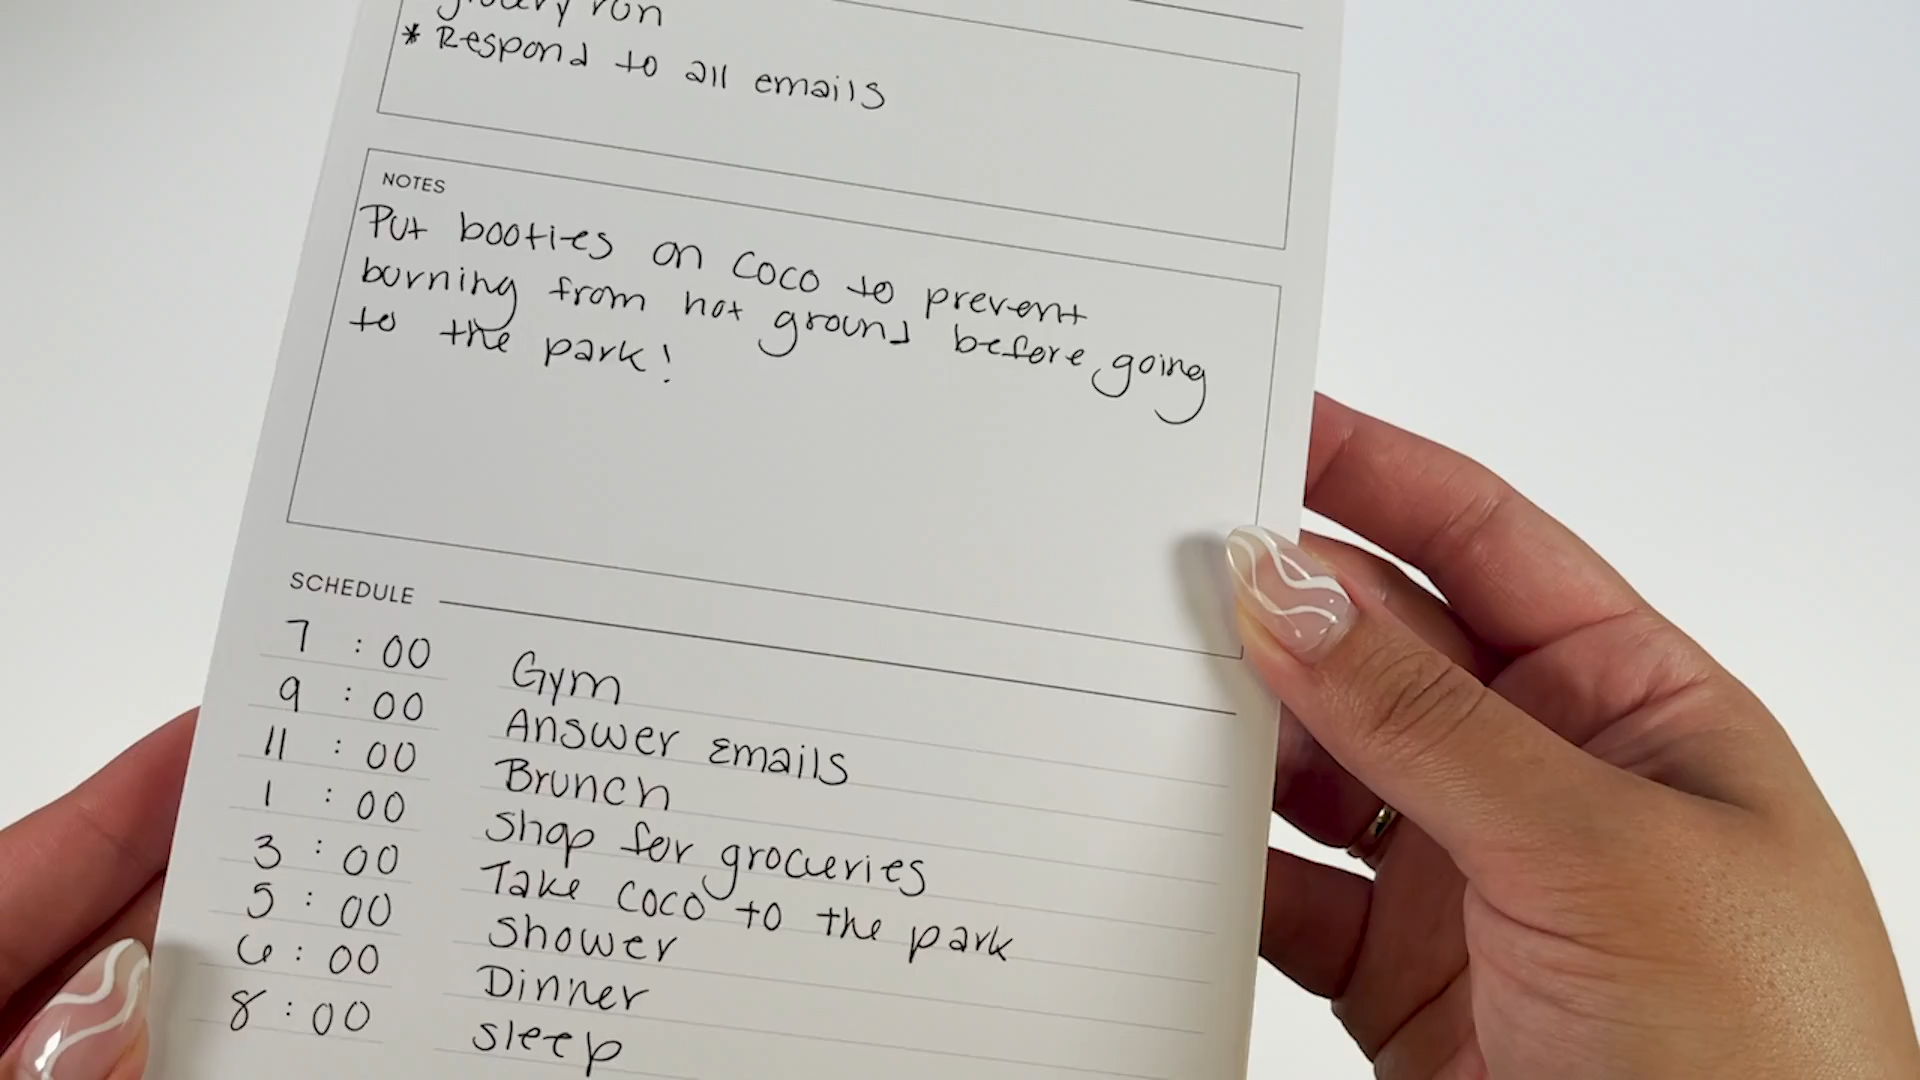 grocery run
* Respond to all emails
NOTES
Put booties on Coco to prevent
burning from hot ground before going
to the park!
SCHEDULE
7 : 00 Gym
9 : 00 Answer Emails
11 : 00 Brunch
1 : 00 Shop for groceries
3 : 00 Take Coco to the park
5 : 00 Shower
6 : 00 Dinner
8 : 00 Sleep